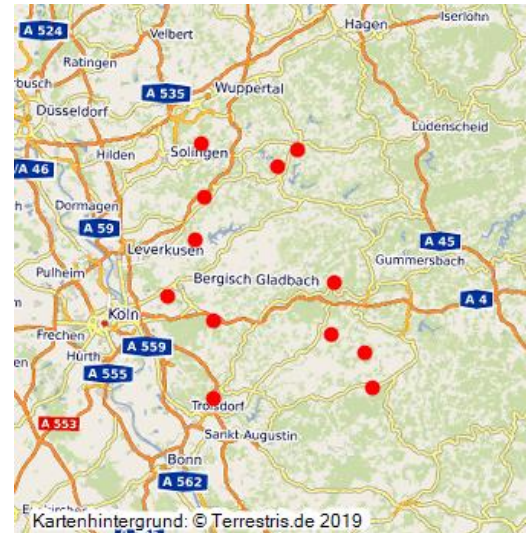 Iserlohn
A 524
Velbert
Hagen
Ratingen
A 535
Wuppertal
Düsseldorf
Lüdenscheid
Hilden
Solingen
A 46
Dormagen
A 59
Leverkusen
A 45
Pulheim
Bergisch Gladbach
Gummersbach
A 4
Köln
Frechen
Hürth
A 559
A 555
Troisdorf
A 553
Sankt Augustin
Bonn
A 562
Kartenhintergrund: © Terrestris.de 2019